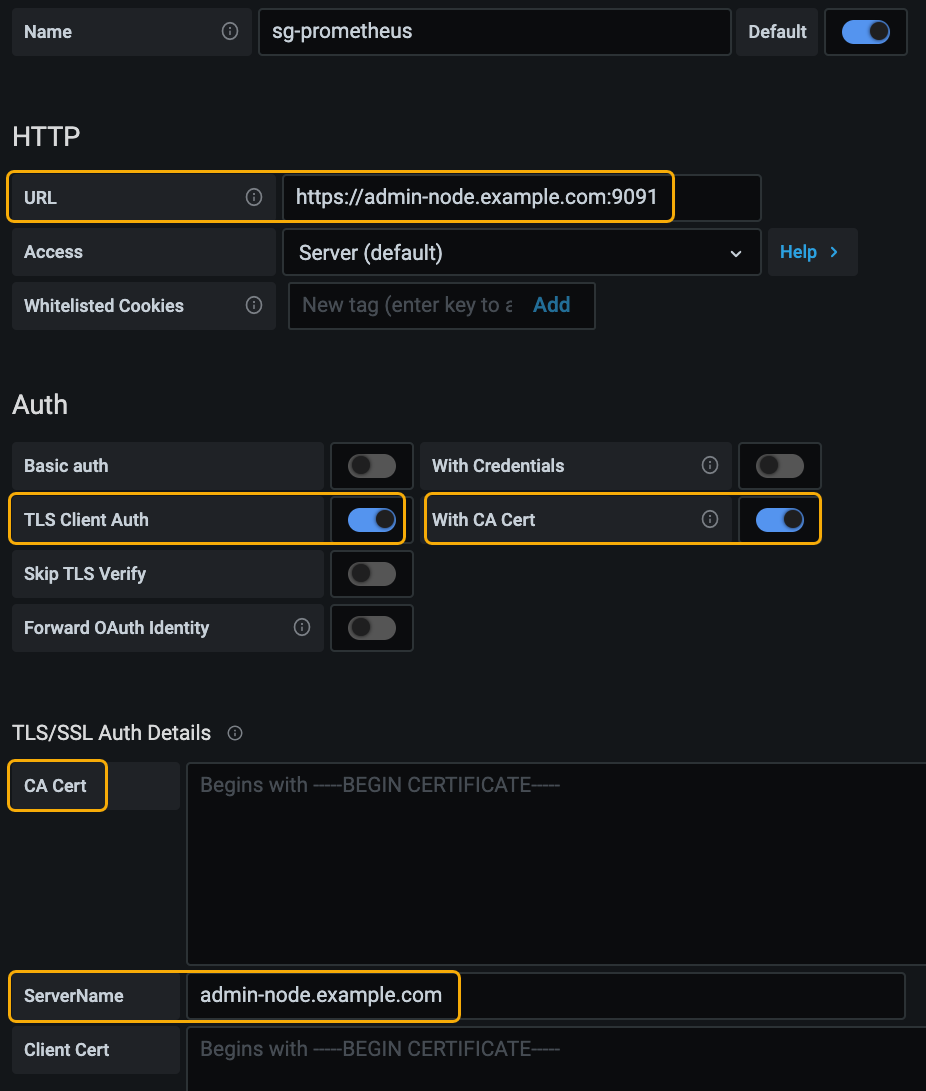 Name sg-prometheus Default
HTTP
URL https://admin-node.example.com:9091
Access Server (default) Help
Whitelisted Cookies New tag (enter key to a Add
Auth
Basic auth With Credentials
TLS Client Auth With CA Cert
Skip TLS Verify
Forward OAuth Identity
TLS/SSL Auth Details
CA Cert Begins with -----BEGIN CERTIFICATE-----
ServerName admin-node.example.com
Client Cert Begins with -----BEGIN CERTIFICATE-----